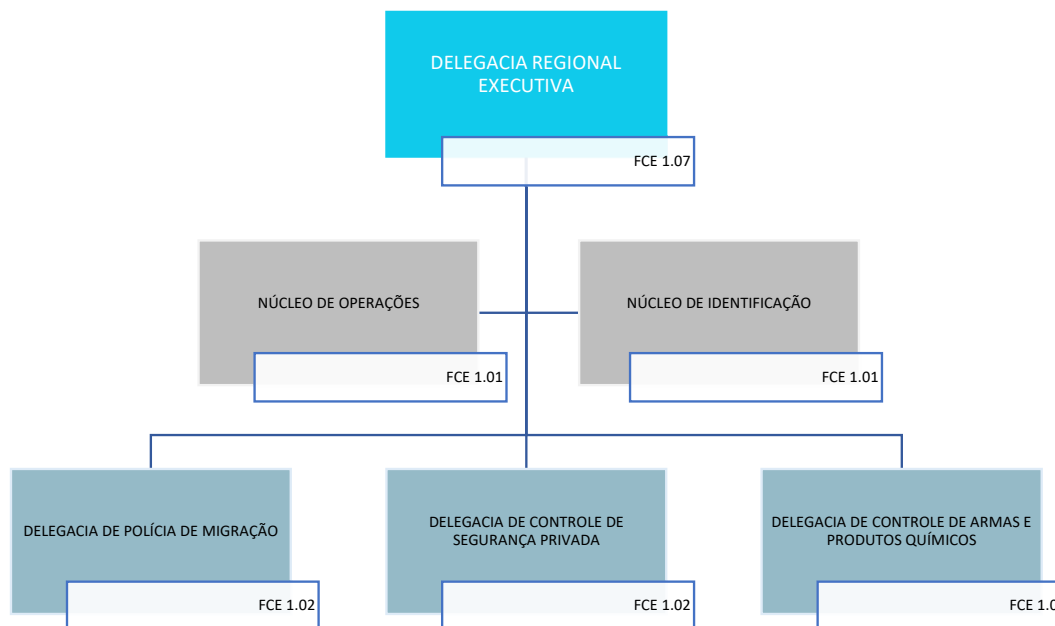 DELEGACIA REGIONAL
EXECUTIVA
FCE 1.07
NÚCLEO DE OPERAÇÕES
FCE 1.01
NÚCLEO DE IDENTIFICAÇÃO
FCE 1.01
DELEGACIA DE POLÍCIA DE MIGRAÇÃO
FCE 1.02
DELEGACIA DE CONTROLE DE
SEGURANÇA PRIVADA
FCE 1.02
DELEGACIA DE CONTROLE DE ARMAS E
PRODUTOS QUÍMICOS
FCE